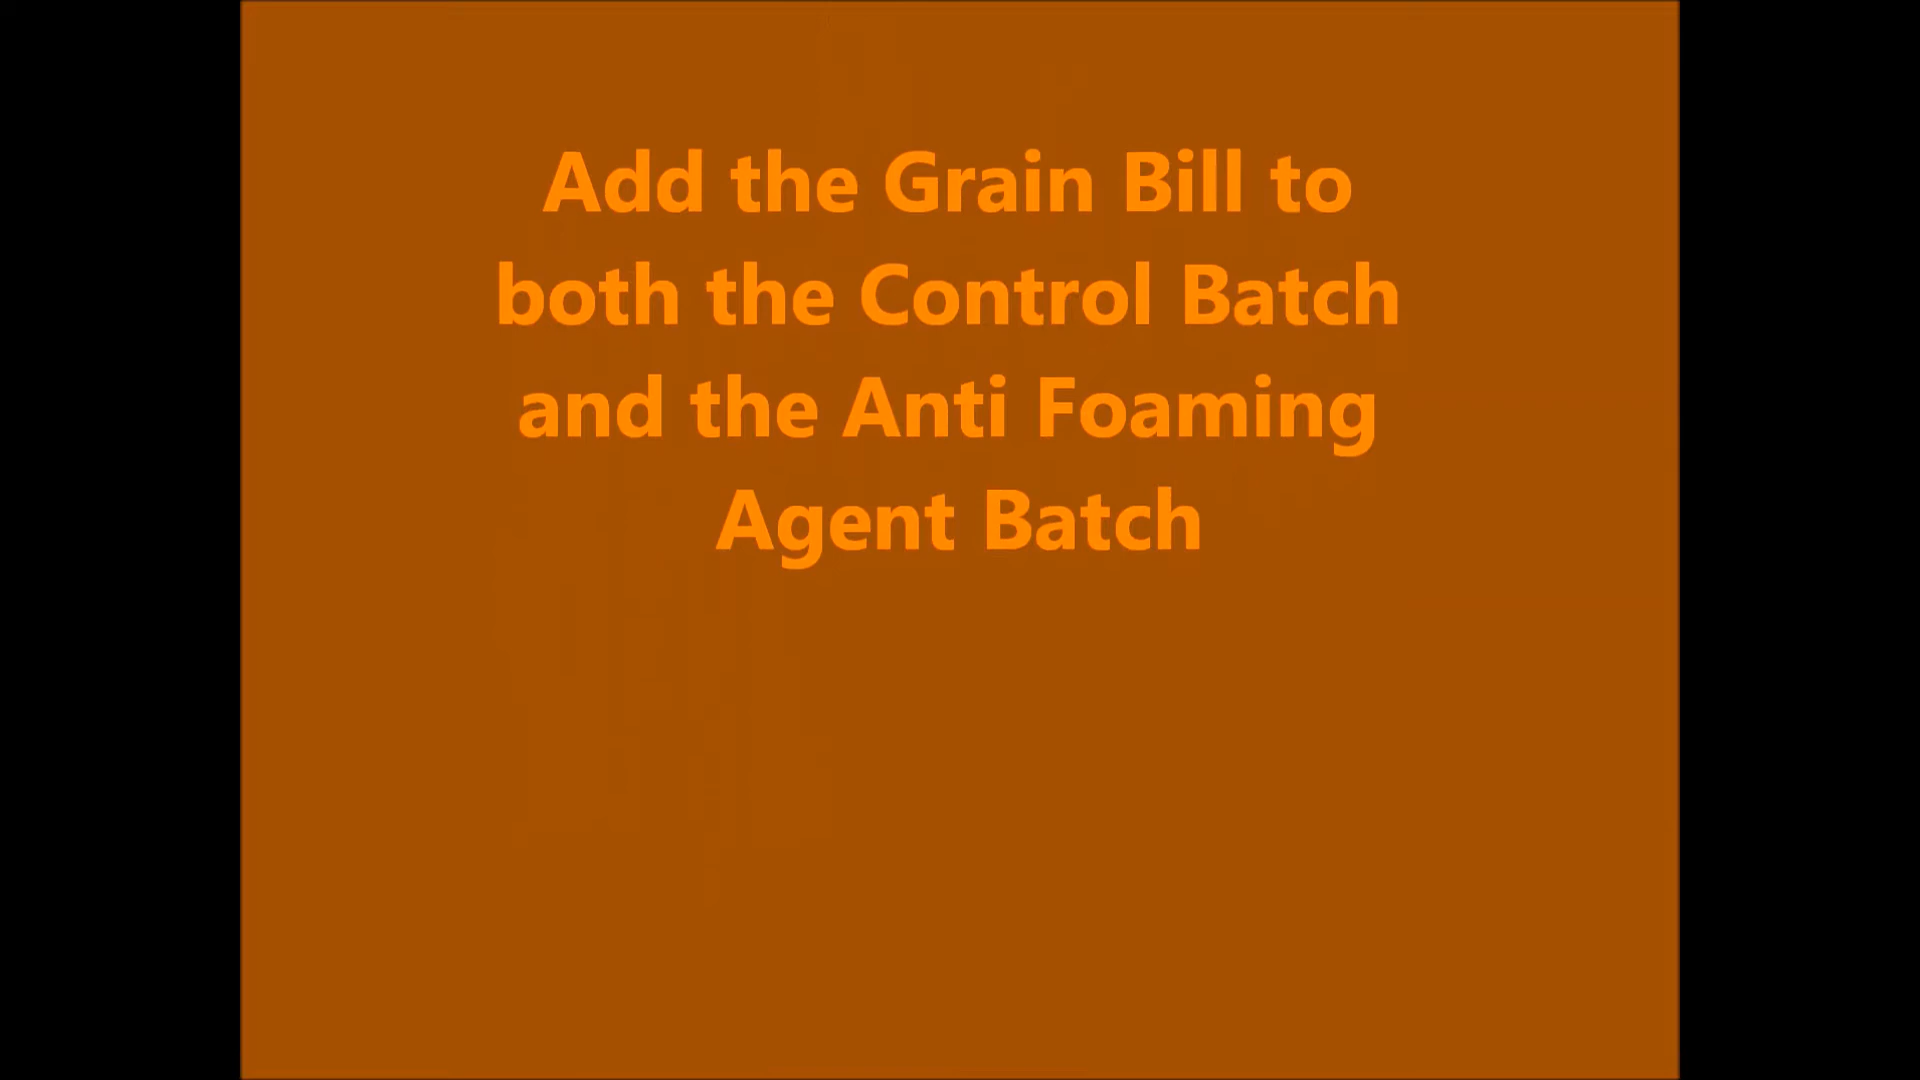 Add the Grain Bill to
both the Control Batch
and the Anti Foaming
Agent Batch